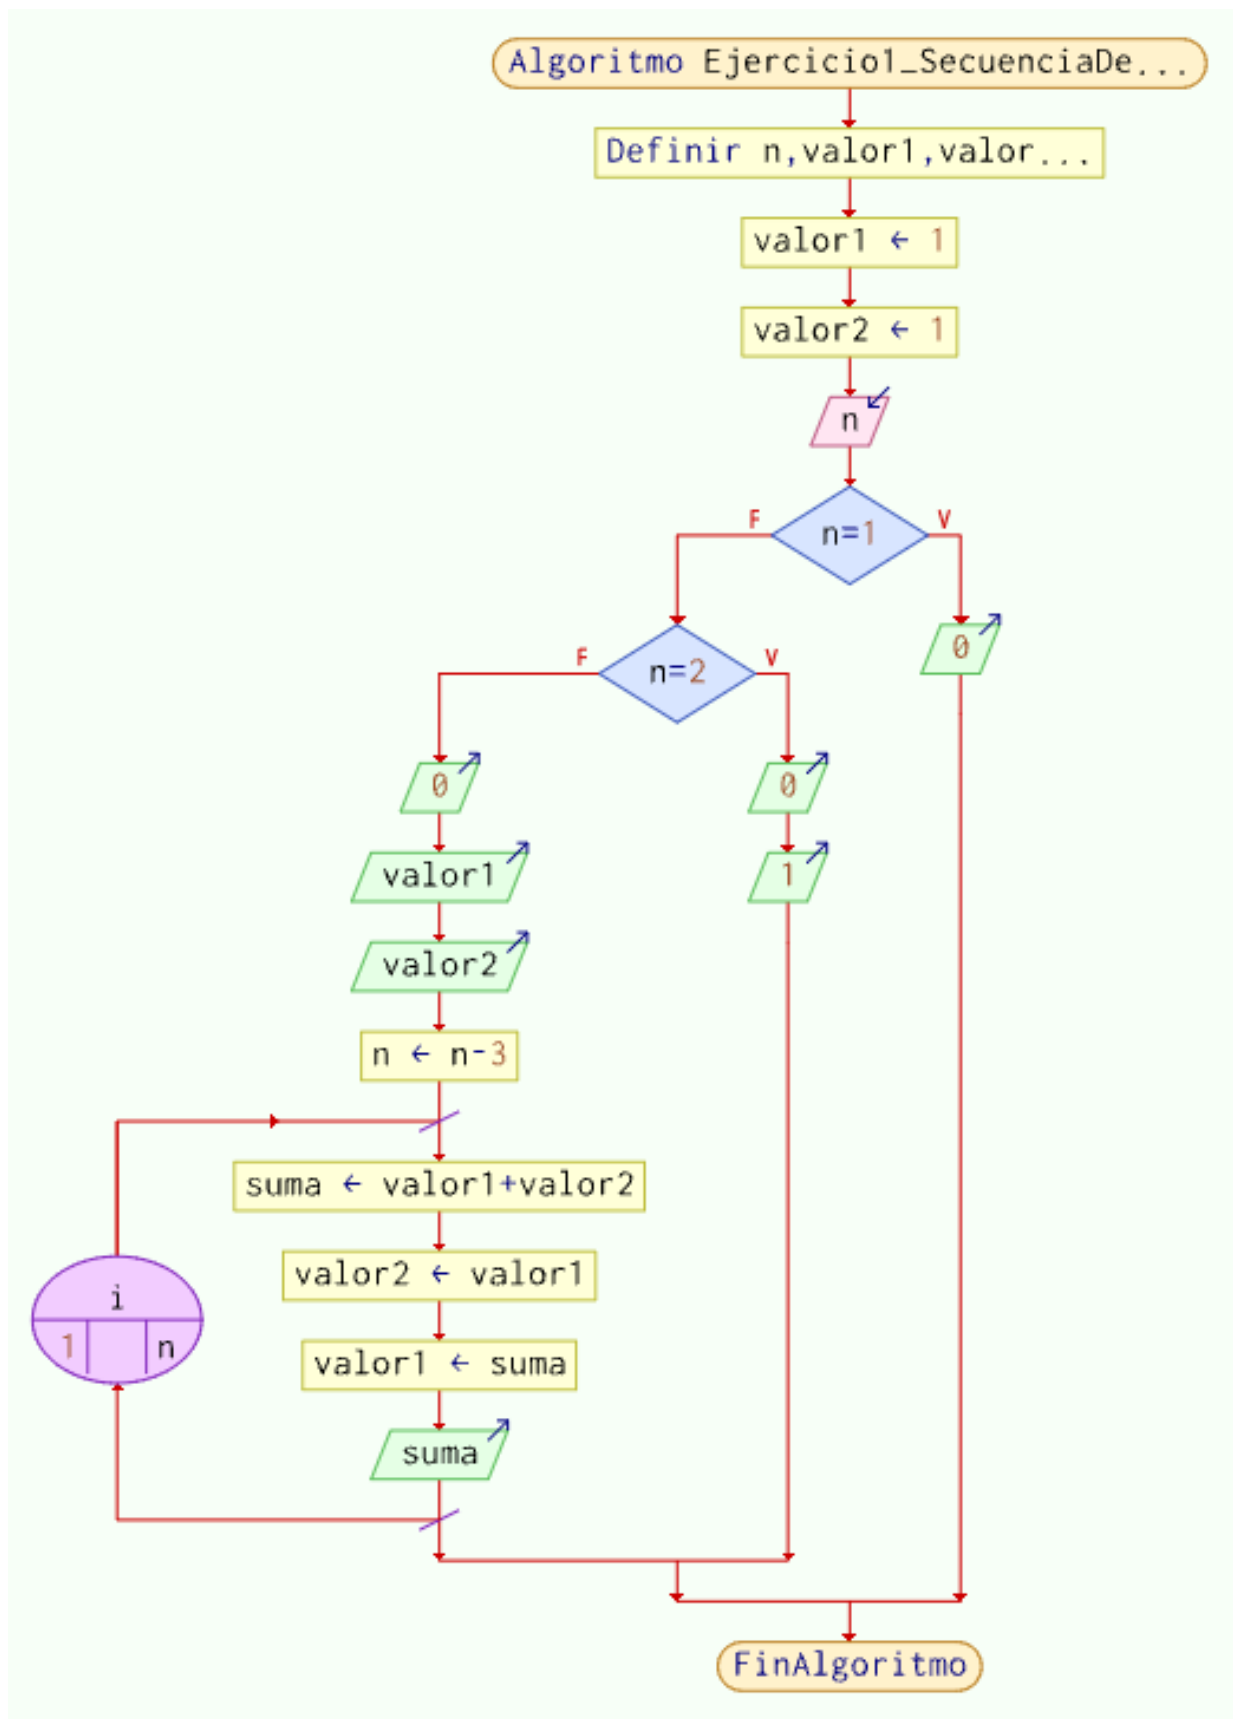 Algoritmo Ejercicio1_SecuenciaDe...
Definir n,valor1,valor...
valor1 ← 1
valor2 ← 1
n
n=1
F
V
0
n=2
F
V
0
valor1
valor2
n ← n-3
0
1
suma ← valor1+valor2
valor2 ← valor1
valor1 ← suma
suma
i
1
n
FinAlgoritmo